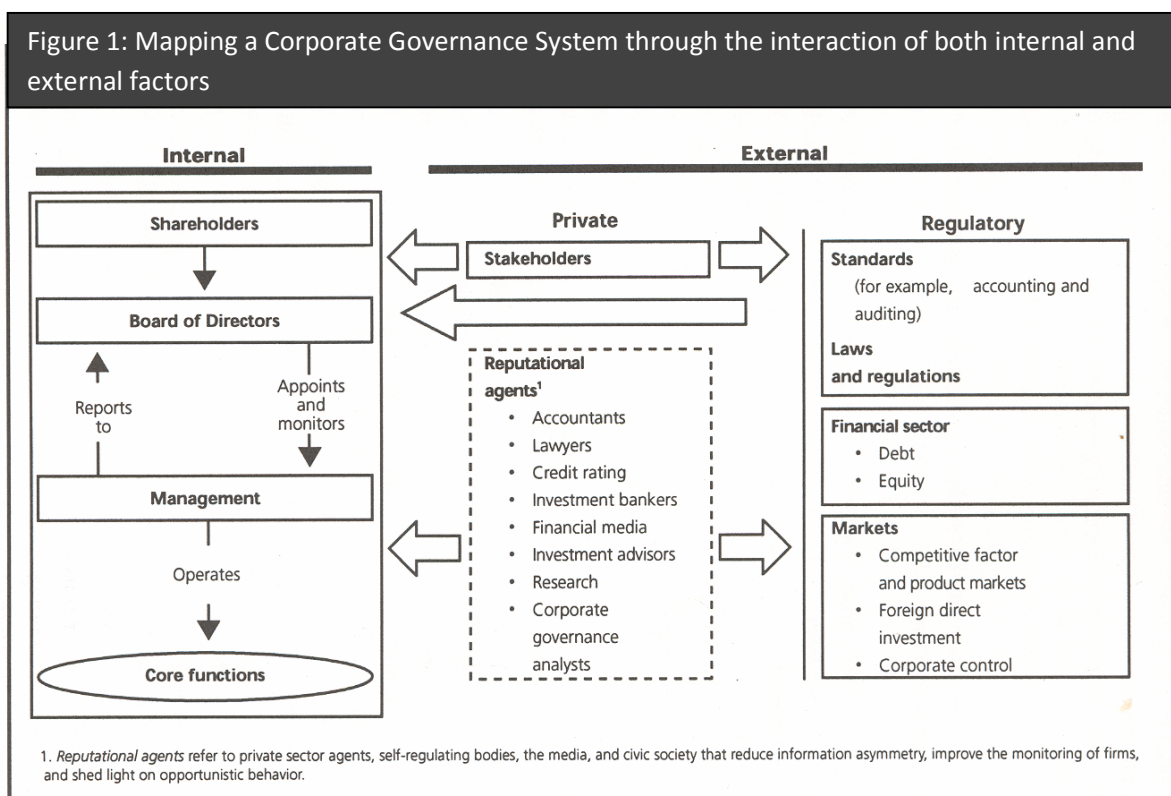 Figure 1: Mapping a Corporate Governance System through the interaction of both internal and
external factors
Internal
Shareholders
Board of Directors
Reports
to
Appoints
and
monitors
Management
Operates
Core functions
External
Private
Stakeholders
Reputational
agents¹
• Accountants
• Lawyers
• Credit rating
• Investment bankers
• Financial media
• Investment advisors
• Research
• Corporate
governance
analysts
Regulatory
Standards
(for example, accounting and
auditing)
Laws
and regulations
Financial sector
• Debt
• Equity
Markets
• Competitive factor
and product markets
• Foreign direct
investment
• Corporate control
1. Reputational agents refer to private sector agents, self-regulating bodies, the media, and civic society that reduce information asymmetry, improve the monitoring of firms,
and shed light on opportunistic behavior.